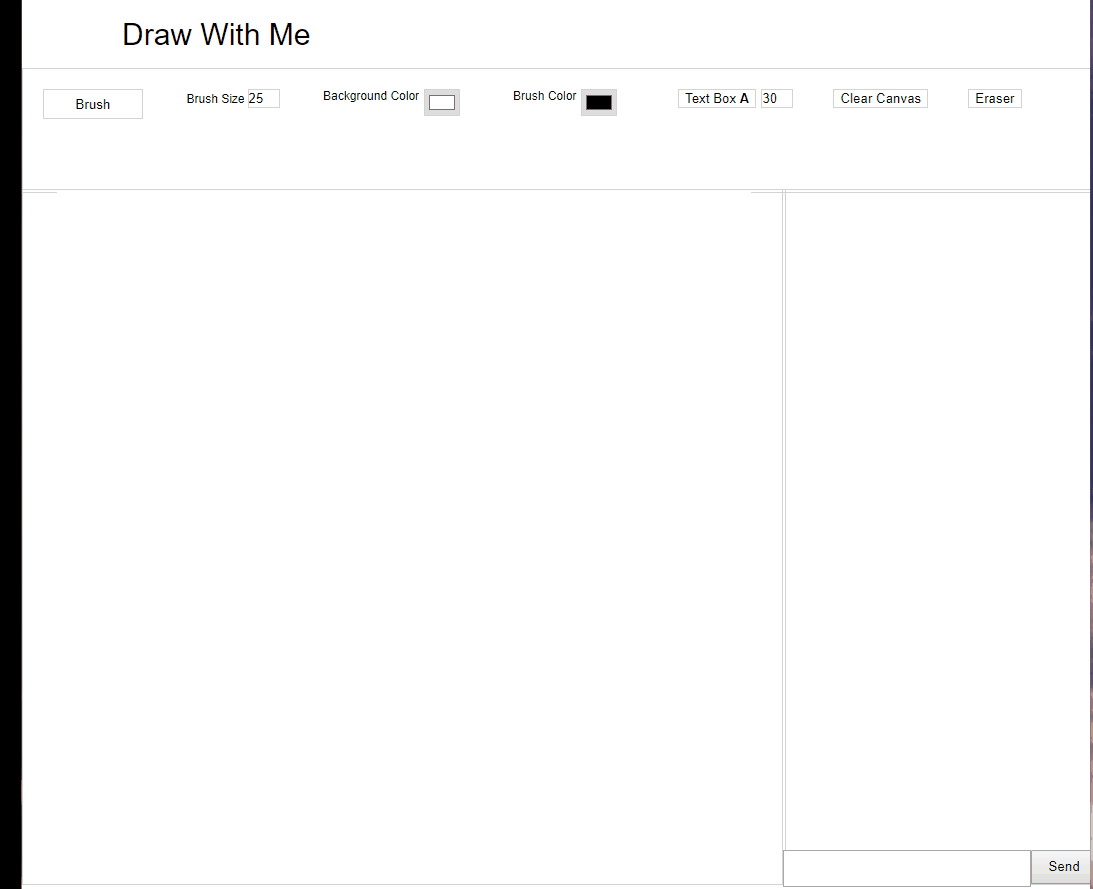 Draw With Me
Brush
Brush Size 25
Background Color
Brush Color
Text Box A 30
Clear Canvas
Eraser
Send